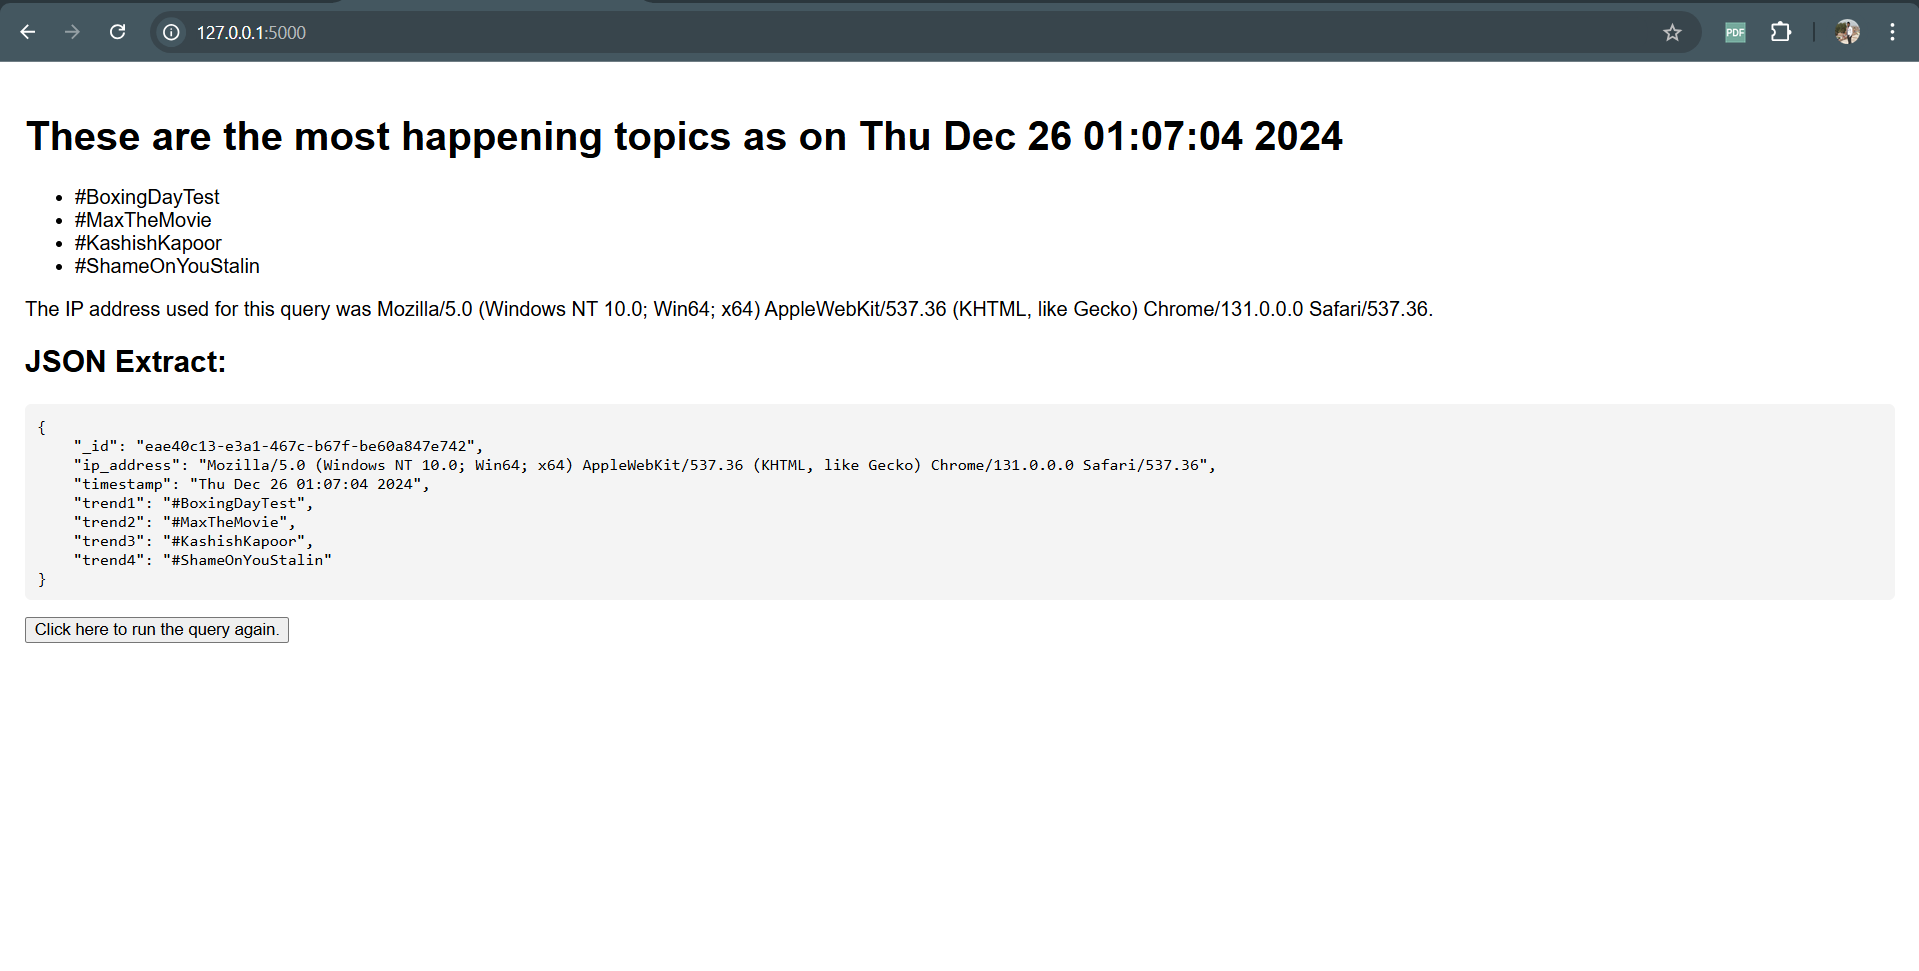 127.0.0.1:5000
PDF
These are the most happening topics as on Thu Dec 26 01:07:04 2024
• #BoxingDayTest
• #MaxTheMovie
• #KashishKapoor
• #ShameOnYouStalin
The IP address used for this query was Mozilla/5.0 (Windows NT 10.0; Win64; x64) AppleWebKit/537.36 (KHTML, like Gecko) Chrome/131.0.0.0 Safari/537.36.
JSON Extract:
{
    "_id": "eae40c13-e3a1-467c-b67f-be60a847e742",
    "ip_address": "Mozilla/5.0 (Windows NT 10.0; Win64; x64) AppleWebKit/537.36 (KHTML, like Gecko) Chrome/131.0.0.0 Safari/537.36",
    "timestamp": "Thu Dec 26 01:07:04 2024",
    "trend1": "#BoxingDayTest",
    "trend2": "#MaxTheMovie",
    "trend3": "#KashishKapoor",
    "trend4": "#ShameOnYouStalin"
}
Click here to run the query again.